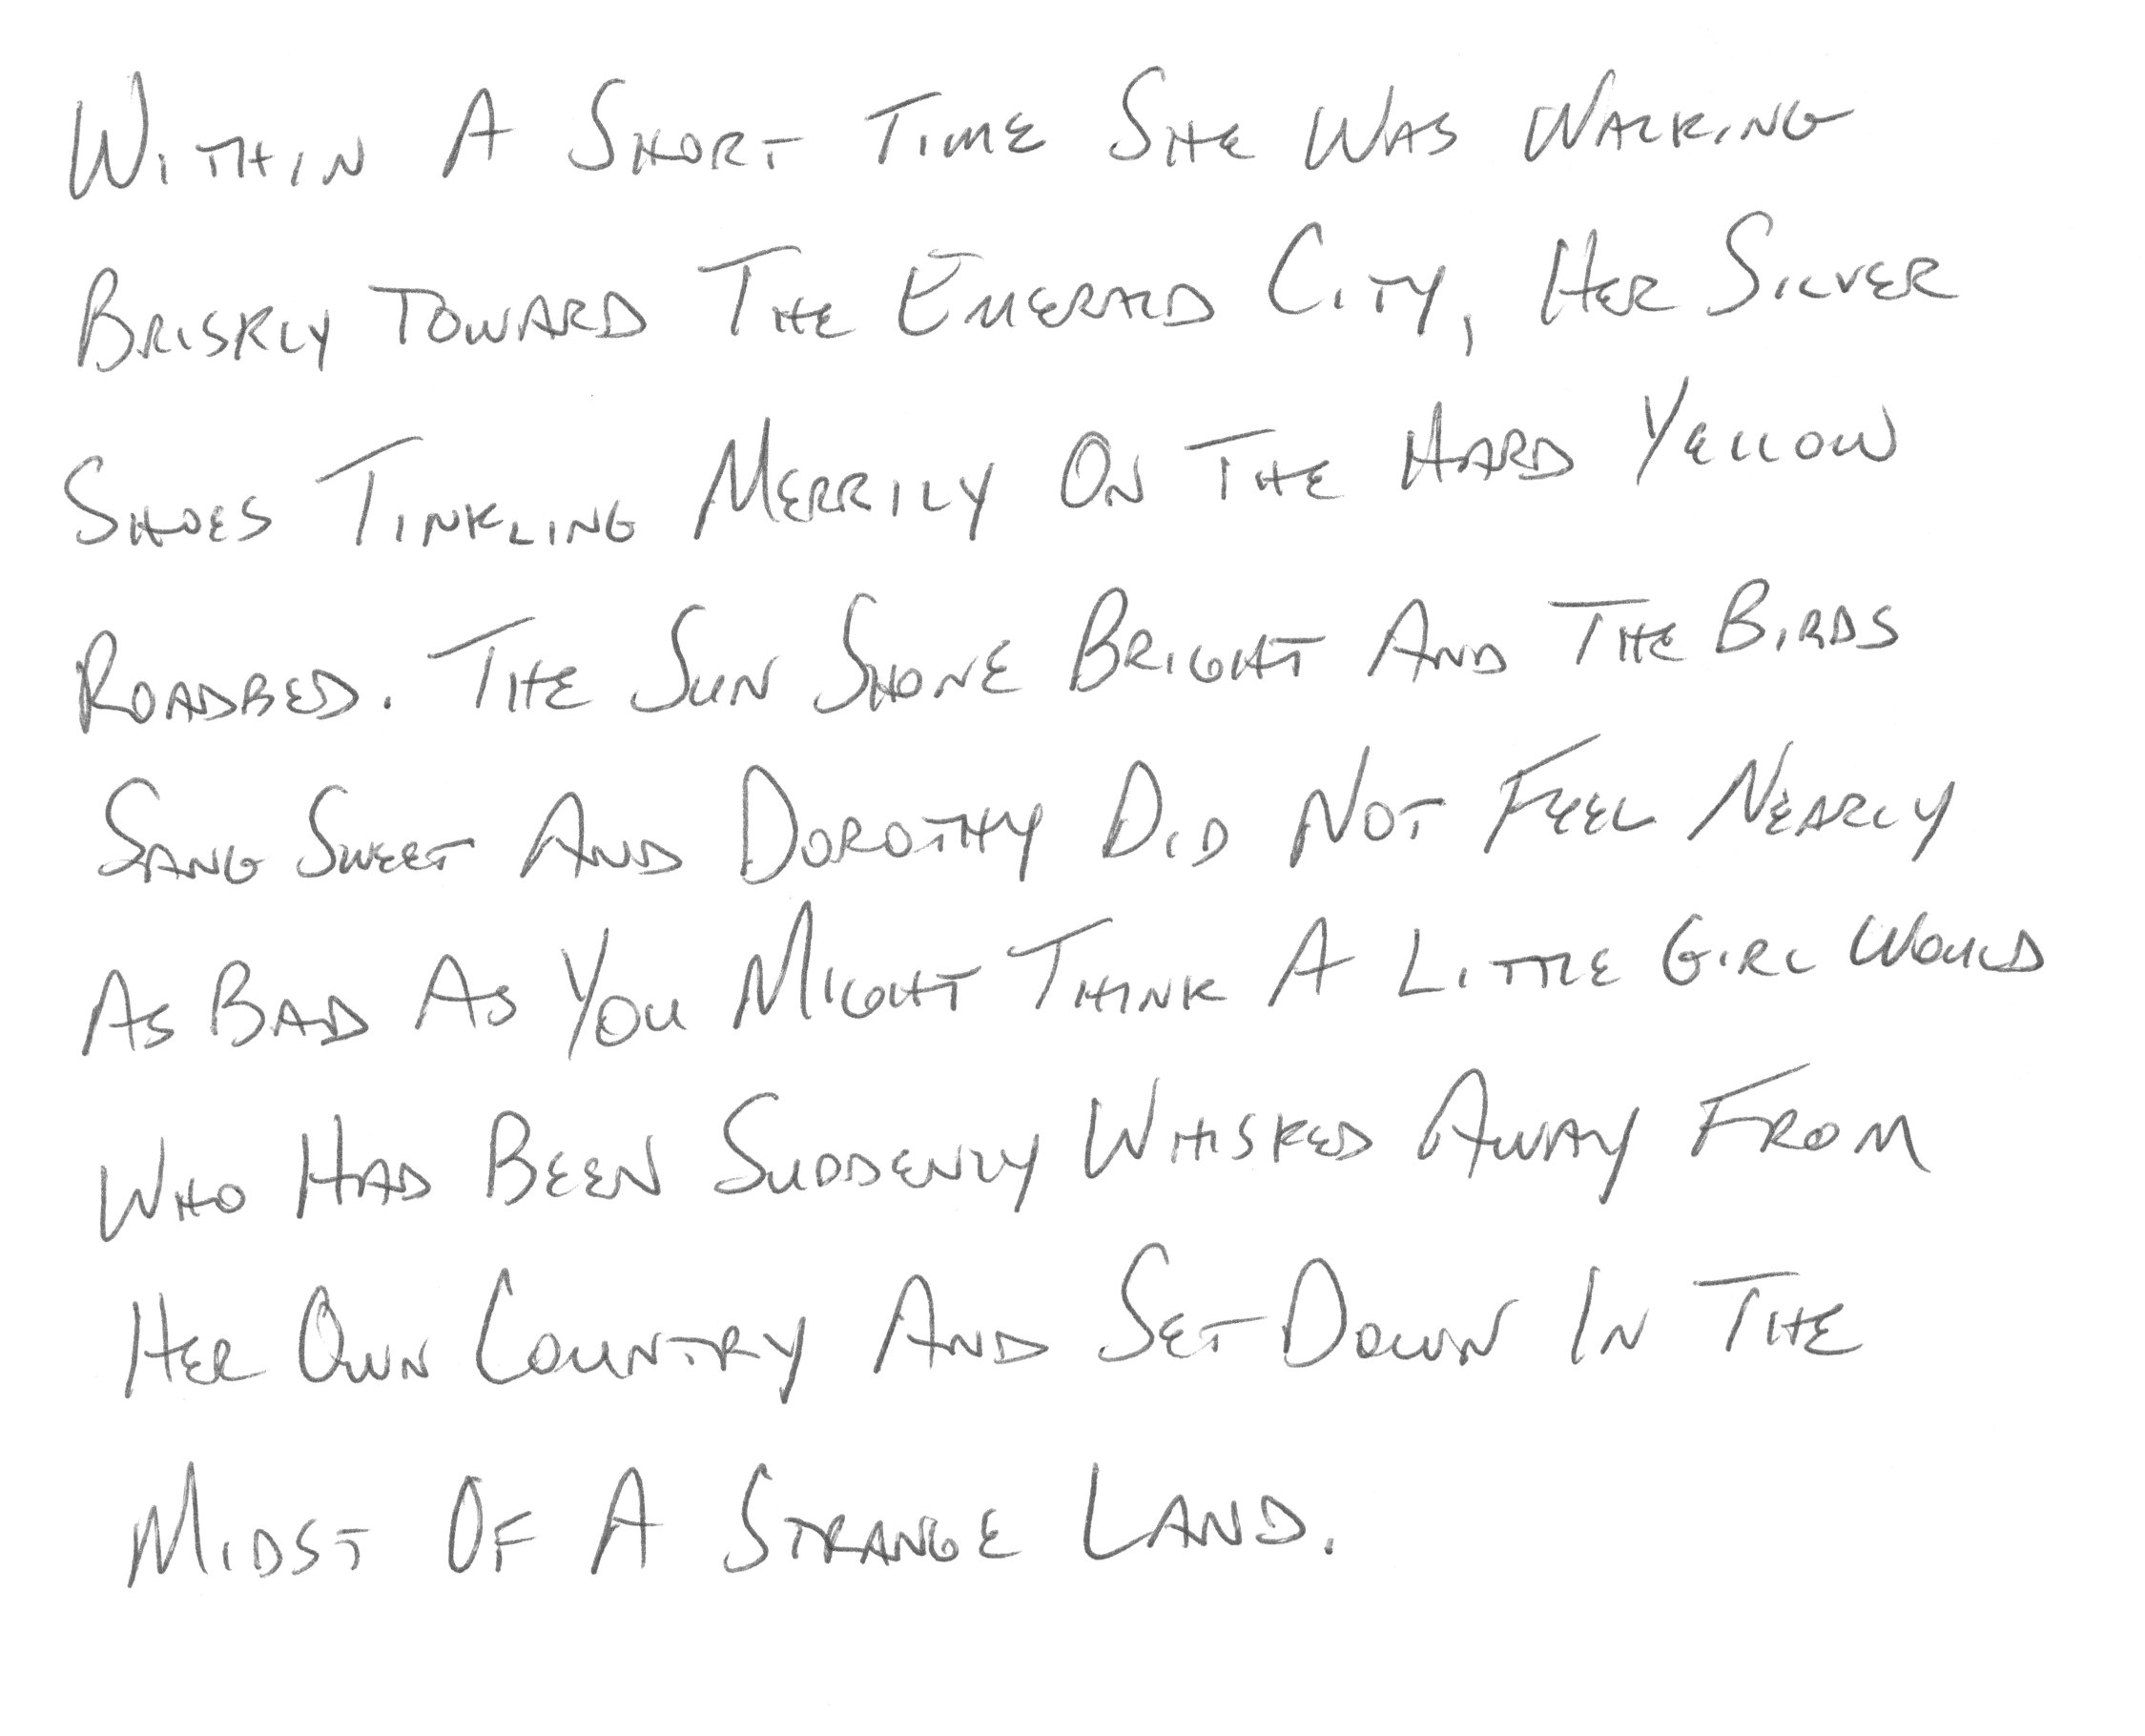 Within A Short Time She Was Walking
Briskly Toward The Emerald City, Her Silver
Shoes Tinkling Merrily On The Hard Yellow
Roadbed. The Sun Shone Bright And The Birds
Sang Sweet And Dorothy Did Not Feel Nearly
As Bad As You Might Think A Little Girl Would
Who Had Been Suddenly Whisked Away From
Her Own Country And Set Down In The
Midst Of A Strange Land.